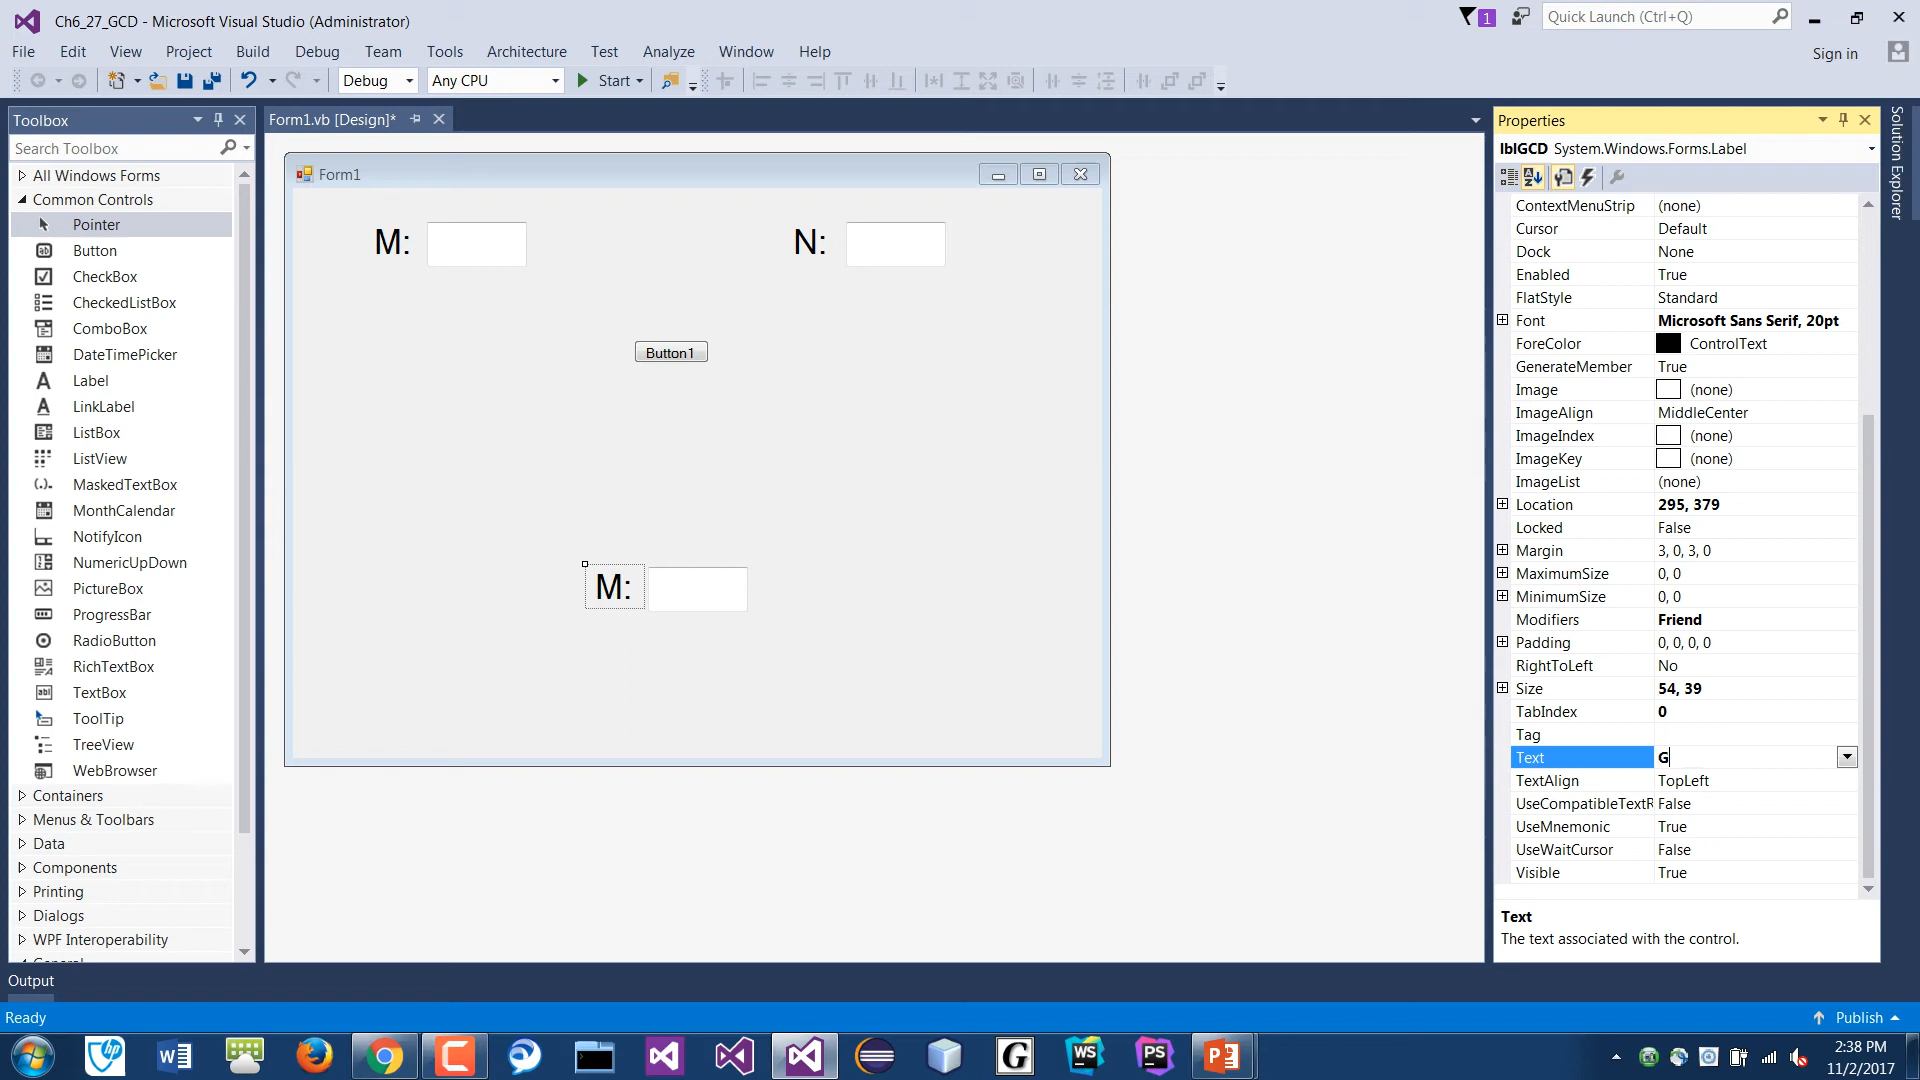 Ch6_27_GCD - Microsoft Visual Studio (Administrator)
1
Quick Launch (Ctrl+Q)
File Edit View Project Build Debug Team Tools Architecture Test Analyze Window Help
Sign in
Debug Any CPU Start
Toolbox
Search Toolbox
All Windows Forms
Common Controls
Pointer
Button
CheckBox
CheckedListBox
ComboBox
DateTimePicker
Label
LinkLabel
ListBox
ListView
MaskedTextBox
MonthCalendar
NotifyIcon
NumericUpDown
PictureBox
ProgressBar
RadioButton
RichTextBox
TextBox
ToolTip
TreeView
WebBrowser
Containers
Menus & Toolbars
Data
Components
Printing
Dialogs
WPF Interoperability
Form1.vb [Design]*
Form1
M:
N:
Button1
M:
Properties
lblGCD System.Windows.Forms.Label
ContextMenuStrip (none)
Cursor Default
Dock None
Enabled True
FlatStyle Standard
Font Microsoft Sans Serif, 20pt
ForeColor ControlText
GenerateMember True
Image (none)
ImageAlign MiddleCenter
ImageIndex (none)
ImageKey (none)
ImageList (none)
Location 295, 379
Locked False
Margin 3, 0, 3, 0
MaximumSize 0, 0
MinimumSize 0, 0
Modifiers Friend
Padding 0, 0, 0, 0
RightToLeft No
Size 54, 39
TabIndex 0
Tag
Text G
TextAlign TopLeft
UseCompatibleTextR False
UseMnemonic True
UseWaitCursor False
Visible True
Text
The text associated with the control.
Solution Explorer
Output
Ready
Publish
2:38 PM
11/2/2017